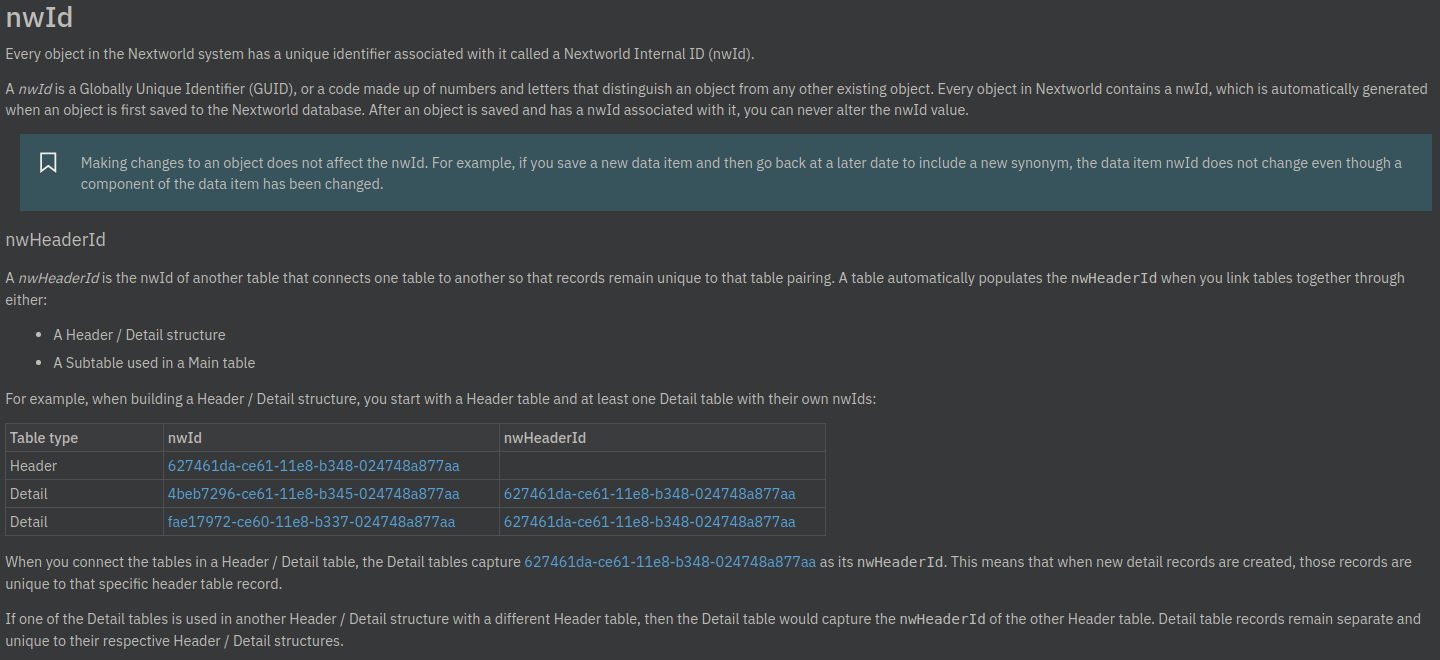 nwId
Every object in the Nextworld system has a unique identifier associated with it called a Nextworld Internal ID (nwId).
A nwId is a Globally Unique Identifier (GUID), or a code made up of numbers and letters that distinguish an object from any other existing object. Every object in Nextworld contains a nwId, which is automatically generated
when an object is first saved to the Nextworld database. After an object is saved and has a nwId associated with it, you can never alter the nwId value.
Making changes to an object does not affect the nwId. For example, if you save a new data item and then go back at a later date to include a new synonym, the data item nwId does not change even though a
component of the data item has been changed.
nwHeaderId
A nwHeaderId is the nwId of another table that connects one table to another so that records remain unique to that table pairing. A table automatically populates the nwHeaderId when you link tables together through
either:
• A Header / Detail structure
• A Subtable used in a Main table
For example, when building a Header / Detail structure, you start with a Header table and at least one Detail table with their own nwIds:
Table type nwId nwHeaderId
Header 627461da-ce61-11e8-b348-024748a877aa
Detail 4beb7296-ce61-11e8-b345-024748a877aa 627461da-ce61-11e8-b348-024748a877aa
Detail fae17972-ce60-11e8-b337-024748a877aa 627461da-ce61-11e8-b348-024748a877aa
When you connect the tables in a Header / Detail table, the Detail tables capture 627461da-ce61-11e8-b348-024748a877aa as its nwHeaderId. This means that when new detail records are created, those records are
unique to that specific header table record.
If one of the Detail tables is used in another Header / Detail structure with a different Header table, then the Detail table would capture the nwHeaderId of the other Header table. Detail table records remain separate and
unique to their respective Header / Detail structures.